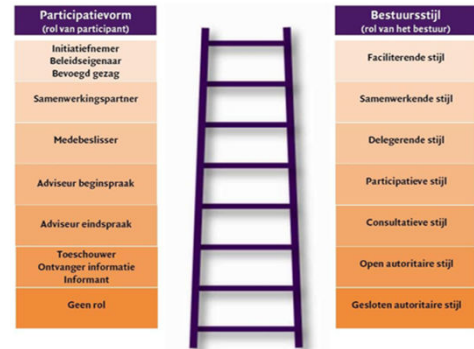 Participatievorm
(rol van participant)
Initiatiefnemer
Beleidseigenaar
Bevoegd gezag
Samenwerkingspartner
Medebeslisser
Adviseur beginspraak
Adviseur eindspraak
Toeschouwer
Ontvanger informatie
Informant
Geen rol
Bestuursstijl
(rol van het bestuur)
Faciliterende stijl
Samenwerkende stijl
Delegerende stijl
Participatieve stijl
Consultatieve stijl
Open autoritaire stijl
Gesloten autoritaire stijl